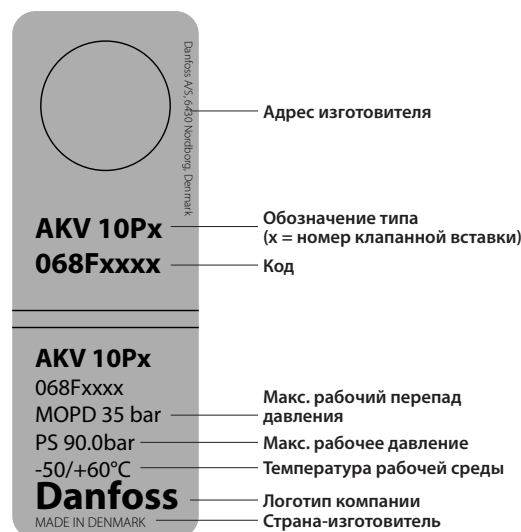 Danfoss A/S, 6430 Nordborg, Denmark
Адрес изготовителя
AKV 10Px
Обозначение типа
(x = номер клапанной вставки)
068Fxxxx
Код
AKV 10Px
068Fxxxx
MOPD 35 bar
Макс. рабочий перепад
давления
PS 90.0bar
Макс. рабочее давление
-50/+60°C
Температура рабочей среды
Danfoss
Логотип компании
MADE IN DENMARK
Страна-изготовитель